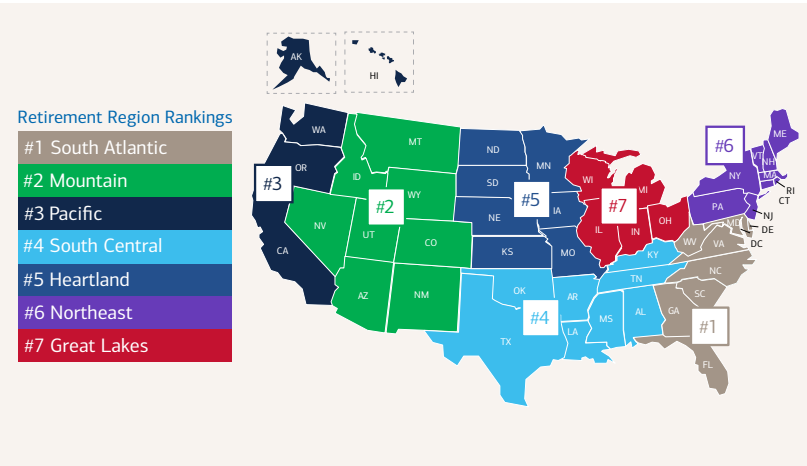 AK
HI
Retirement Region Rankings
#1 South Atlantic
#2 Mountain
#3 Pacific
#4 South Central
#5 Heartland
#6 Northeast
#7 Great Lakes
WA
OR
CA
#3
MT
ID
WY
NV
UT
CO
AZ
NM
#2
ND
SD
NE
KS
MN
IA
MO
#5
OK
TX
AR
LA
MS
AL
TN
KY
#4
WI
MI
IL
IN
OH
#7
ME
VT
NH
MA
NY
PA
RI
CT
NJ
#6
DE
DC
MD
WV
VA
NC
SC
GA
FL
#1